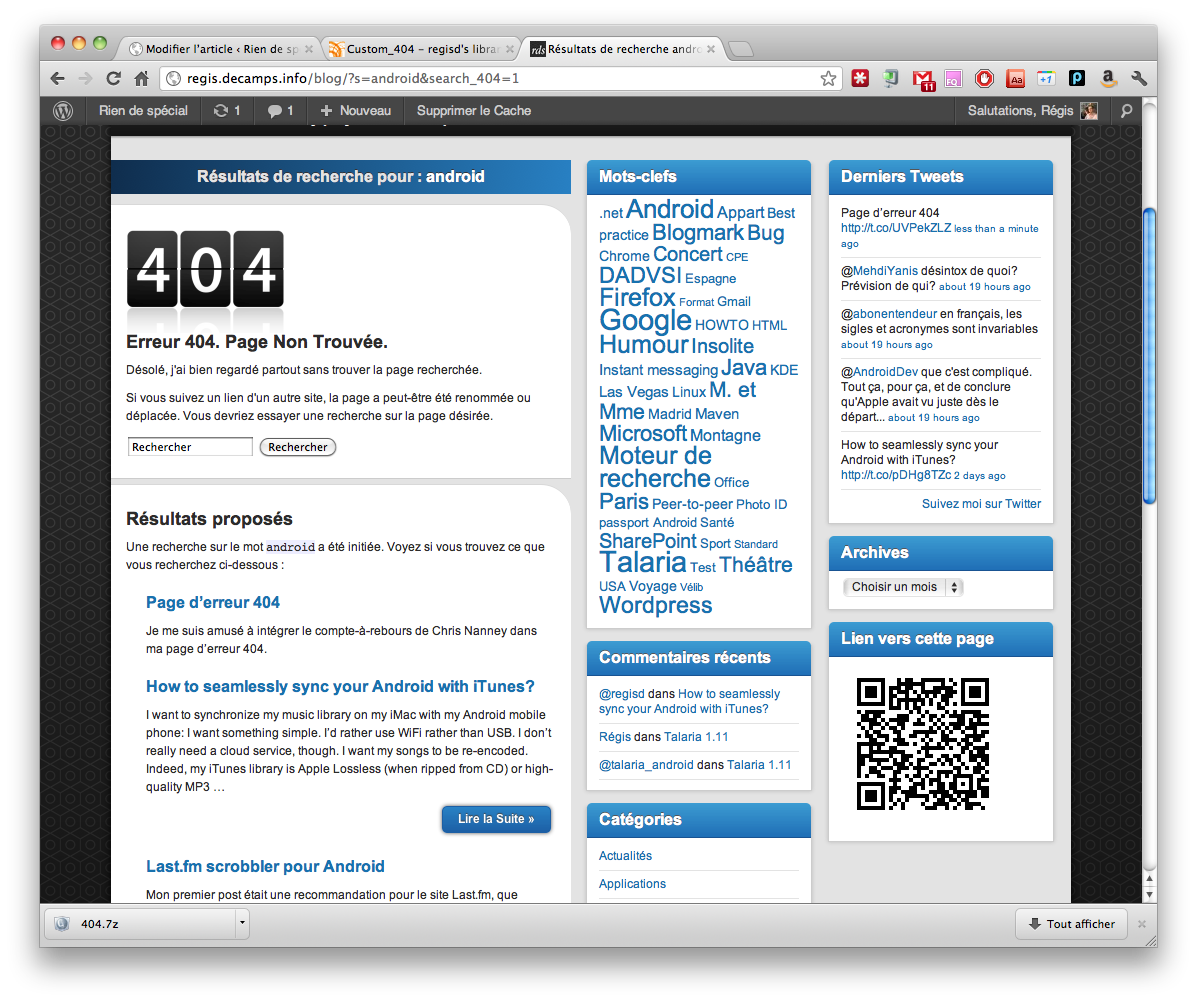 Modifier l'article ‹ Rien de sp
Custom_404 – regisd's librar
rds Résultats de recherche andro
regis.decamps.info/blog/?s=android&search_404=1
11
FQ
Aa
+1
p
a
Rien de spécial
1
1
+ Nouveau
Supprimer le Cache
Salutations, Régis
Résultats de recherche pour : android
404
Erreur 404. Page Non Trouvée.
Désolé, j'ai bien regardé partout sans trouver la page recherchée.
Si vous suivez un lien d'un autre site, la page a peut-être été renommée ou
déplacée. Vous devriez essayer une recherche sur la page désirée.
Rechercher
Rechercher
Résultats proposés
Une recherche sur le mot android a été initiée. Voyez si vous trouvez ce que
vous recherchez ci-dessous :
Page d'erreur 404
Je me suis amusé à intégrer le compte-à-rebours de Chris Nanney dans
ma page d'erreur 404.
How to seamlessly sync your Android with iTunes?
I want to synchronize my music library on my iMac with my Android mobile
phone: I want something simple. I'd rather use WiFi rather than USB. I don't
really need a cloud service, though. I want my songs to be re-encoded.
Indeed, my iTunes library is Apple Lossless (when ripped from CD) or high-
quality MP3 …
Lire la Suite »
Last.fm scrobbler pour Android
Mon premier post était une recommandation pour le site Last.fm, que
Mots-clefs
.net Android Appart Best
practice Blogmark Bug
Chrome Concert CPE
DADVSI Espagne
Firefox Format Gmail
Google HOWTO HTML
Humour Insolite
Instant messaging Java KDE
Las Vegas Linux M. et
Mme Madrid Maven
Microsoft Montagne
Moteur de
recherche Office
Paris Peer-to-peer Photo ID
passport Android Santé
SharePoint Sport Standard
Talaria Test Théâtre
USA Voyage Vélib
Wordpress
Commentaires récents
@regisd dans How to seamlessly
sync your Android with iTunes?
Régis dans Talaria 1.11
@talaria_android dans Talaria 1.11
Catégories
Actualités
Applications
Derniers Tweets
Page d'erreur 404
http://t.co/UVPekZLZ less than a minute
ago
@MehdiYanis désintox de quoi?
Prévision de qui? about 19 hours ago
@abonentendeur en français, les
sigles et acronymes sont invariables
about 19 hours ago
@AndroidDev que c'est compliqué.
Tout ça, pour ça, et de conclure
qu'Apple avait vu juste dès le
départ... about 19 hours ago
How to seamlessly sync your
Android with iTunes?
http://t.co/pDHg8TZc 2 days ago
Suivez moi sur Twitter
Archives
Choisir un mois
Lien vers cette page
404.7z
Tout afficher